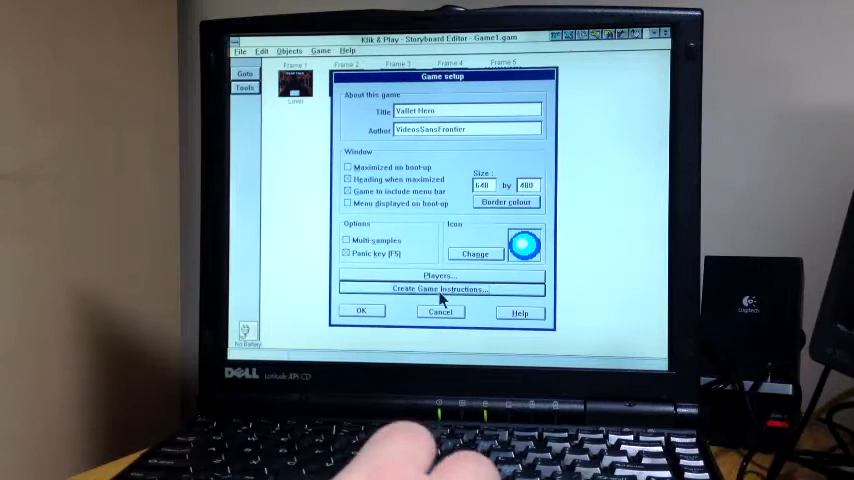 Klik & Play - Storyboard Editor - Game1.gam
File Edit Objects Game Help
Frame 1 Frame 2 Frame 3 Frame 4 Frame 5
Goto
Tools
Level
Game setup
About this game
Title Vallet Hero
Author VideosSansFrontier
Window
Maximized on boot-up
Heading when maximized
Game to include menu bar
Menu displayed on boot-up
Size :
640 by 480
Border colour
Options
Multi-samples
Panic key (F5)
Icon
Change
Players...
Create Game Instructions...
OK Cancel Help
No Battery
DELL Latitude XPi CD
Logitech